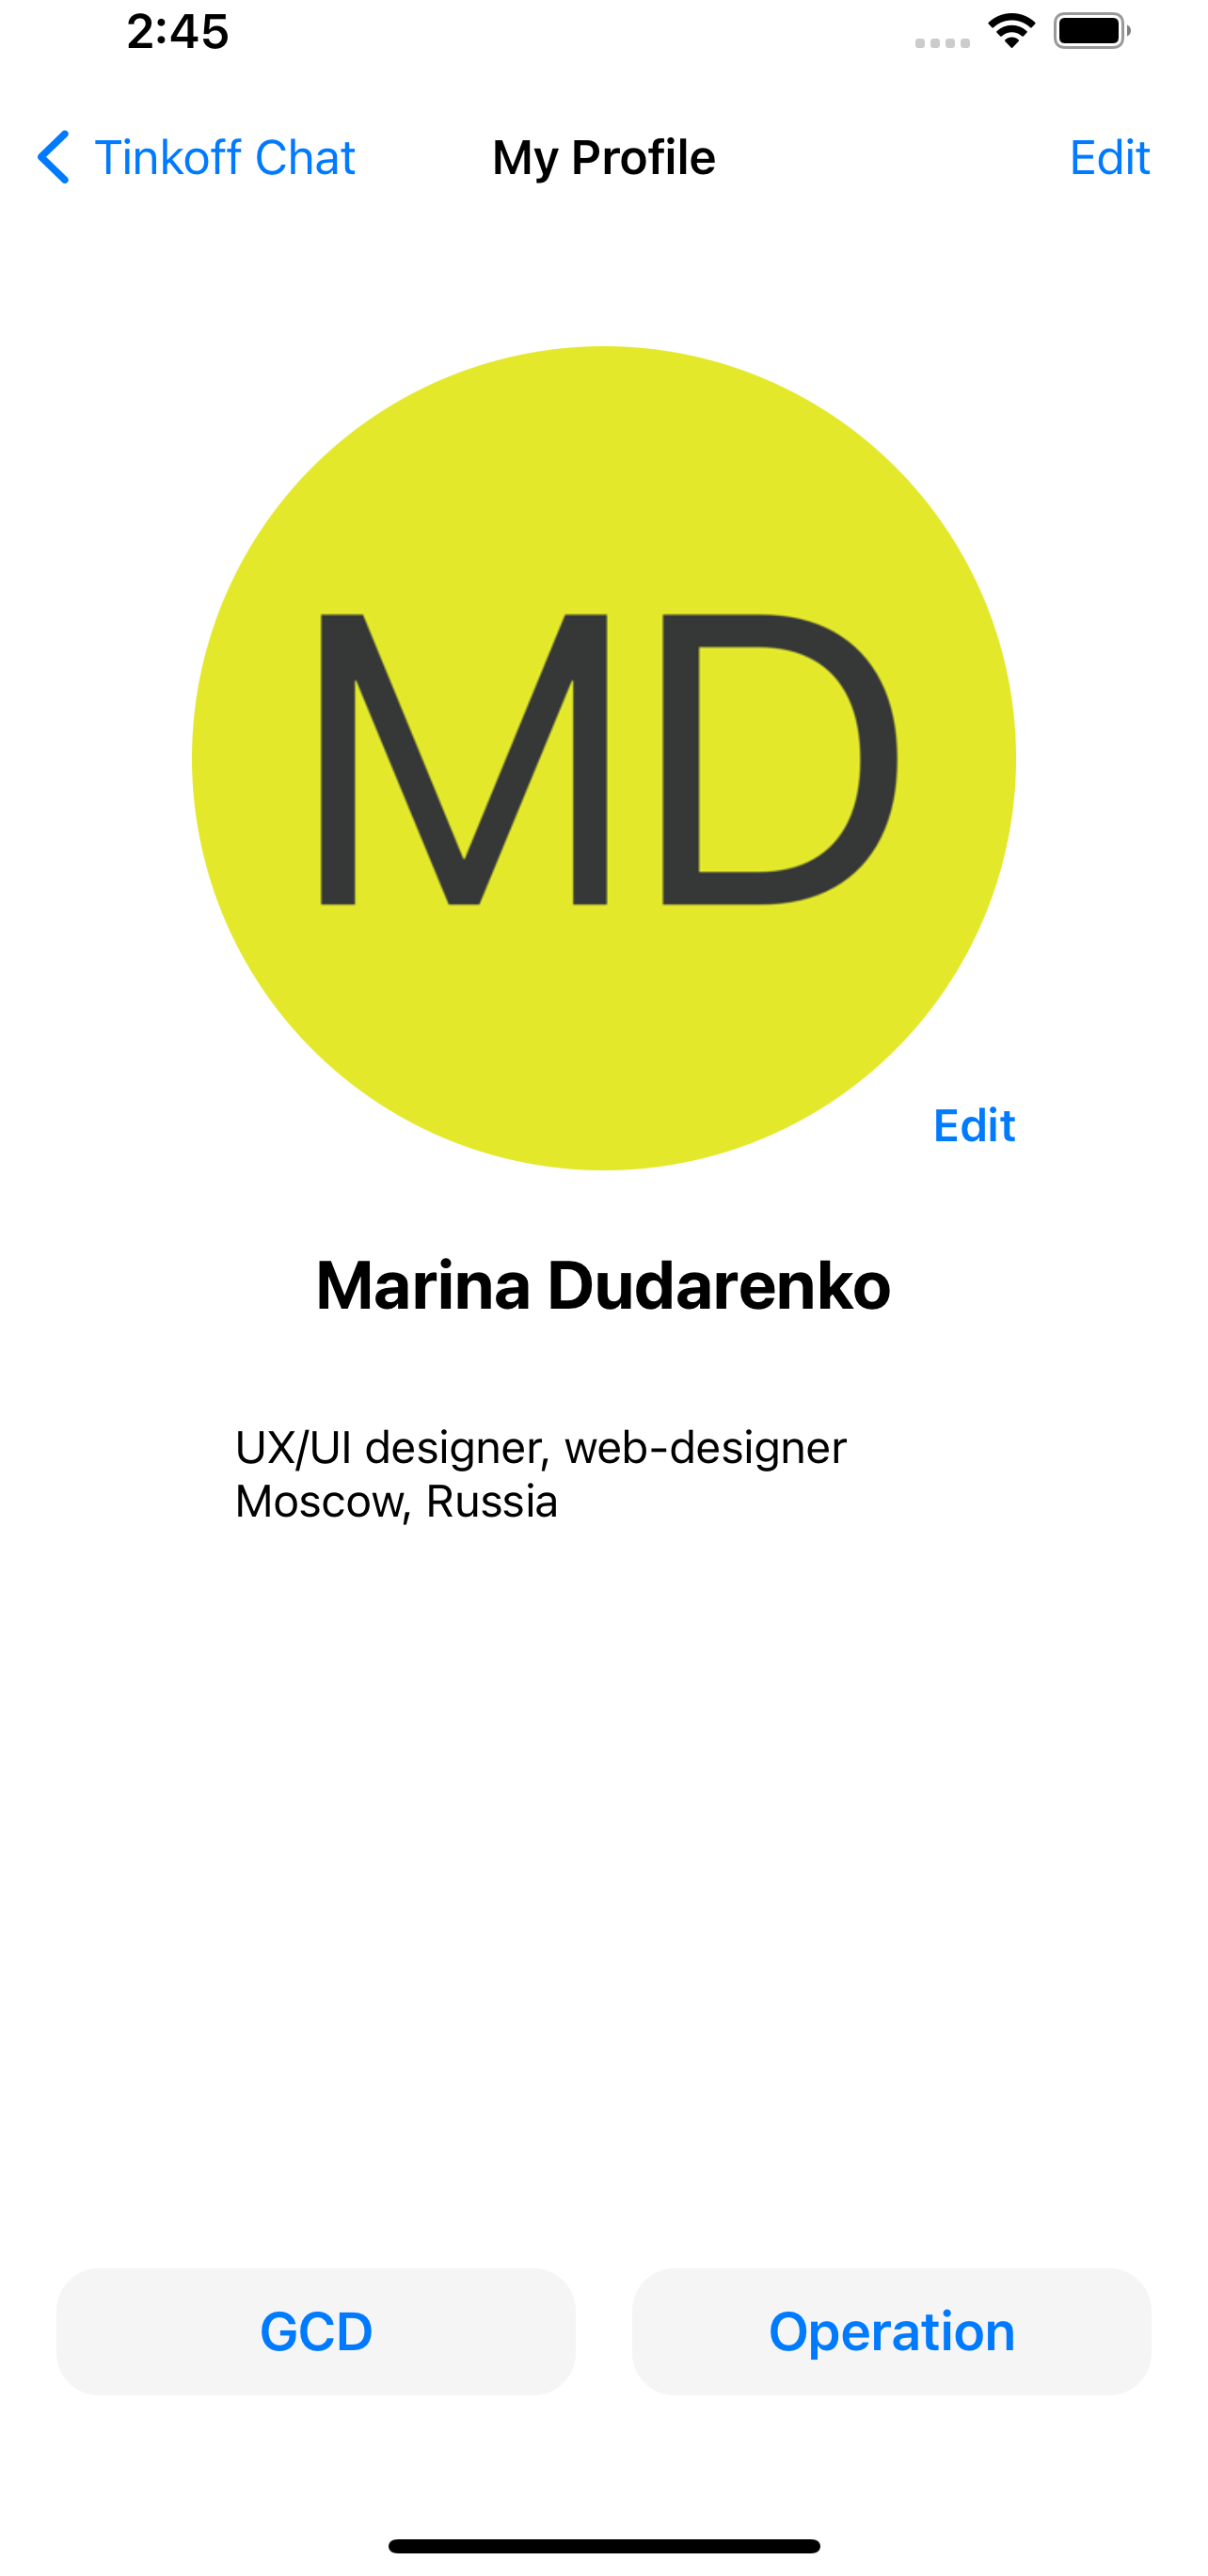 2:45
Tinkoff Chat My Profile Edit
MD
Edit
Marina Dudarenko
UX/UI designer, web-designer
Moscow, Russia
GCD Operation